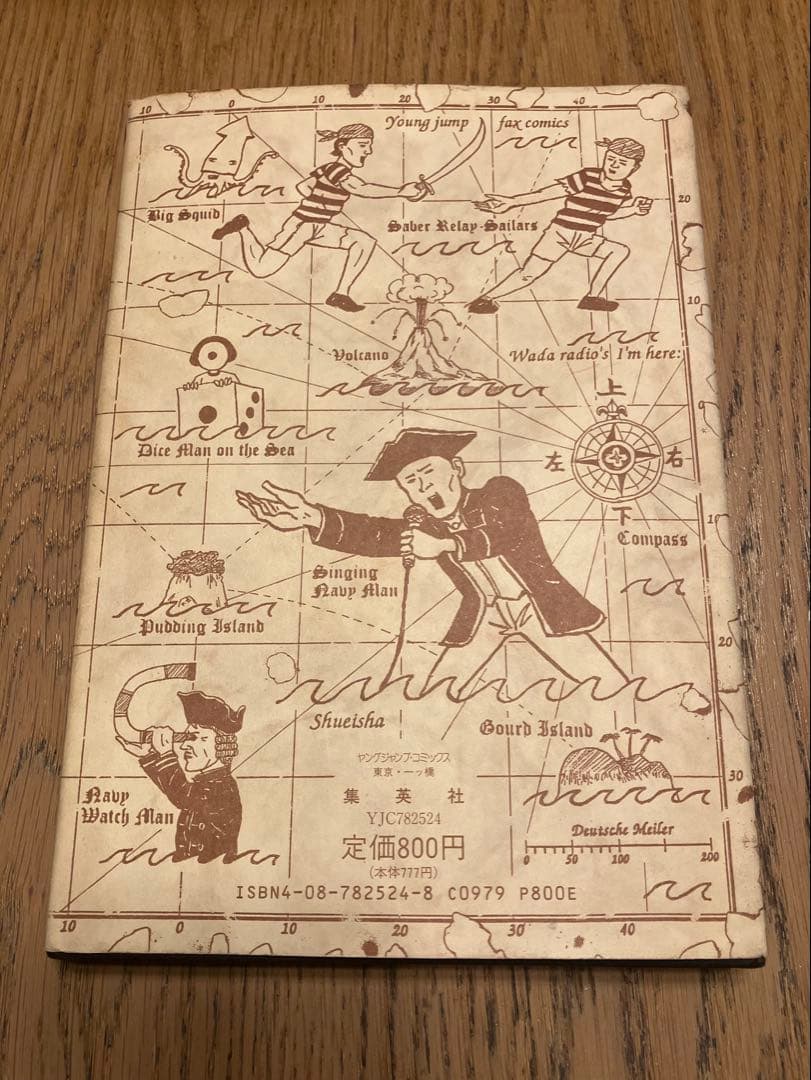 10 0 10 20 30 40
Young jump fax comics
Big Squid
Saber Relay-Sailars
20
10
Volcano
Wada radio's I'm here:
上
左 右
下
Compass
0
Dice Man on the Sea
10
Singing
Navy Man
Pudding Island
20
Shueisha
Gourd Island
ヤングジャンプ・コミックス
東京・一ッ橋
集英社
YJC782524
定価800円
(本体777円)
30
Navy
Watch Man
Deutsche Meiler
0 50 100 200
ISBN4-08-782524-8 C0979 P800E
10 0 10 20 30 40